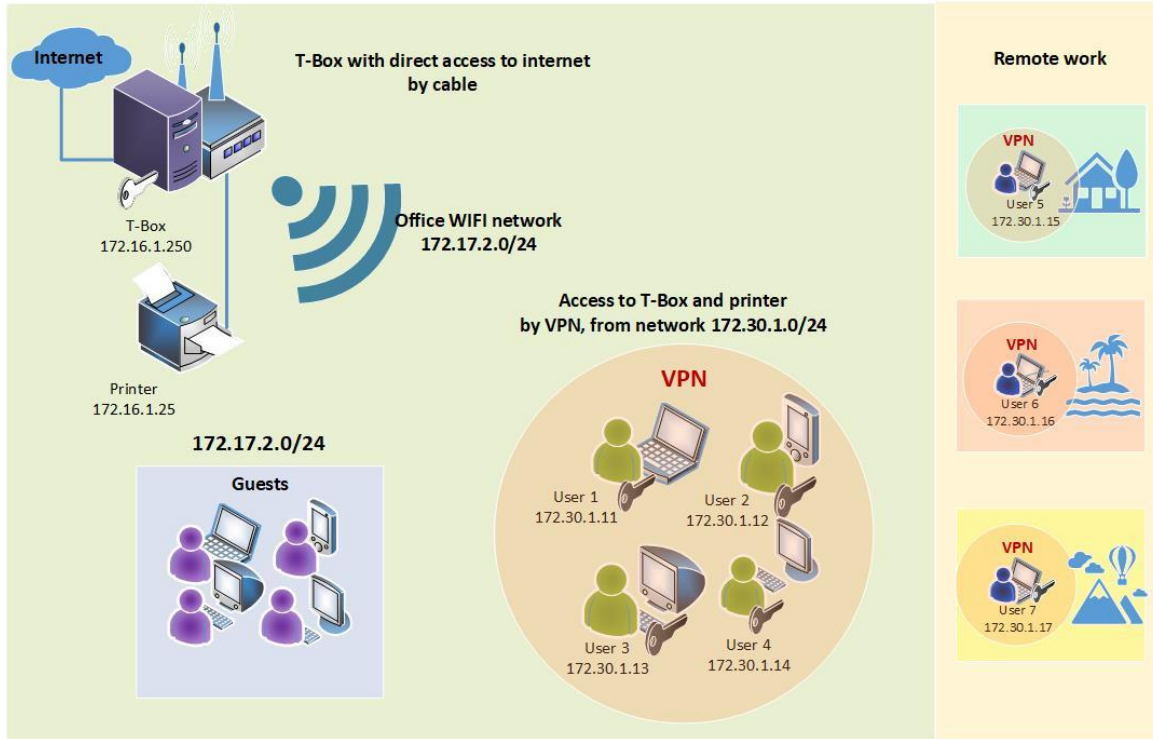 Internet
T-Box with direct access to internet
by cable
T-Box
172.16.1.250
Office WIFI network
172.17.2.0/24
Printer
172.16.1.25
172.17.2.0/24
Guests
Access to T-Box and printer
by VPN, from network 172.30.1.0/24
VPN
User 1
172.30.1.11
User 2
172.30.1.12
User 3
172.30.1.13
User 4
172.30.1.14
Remote work
VPN
User 5
172.30.1.15
VPN
User 6
172.30.1.16
VPN
User 7
172.30.1.17